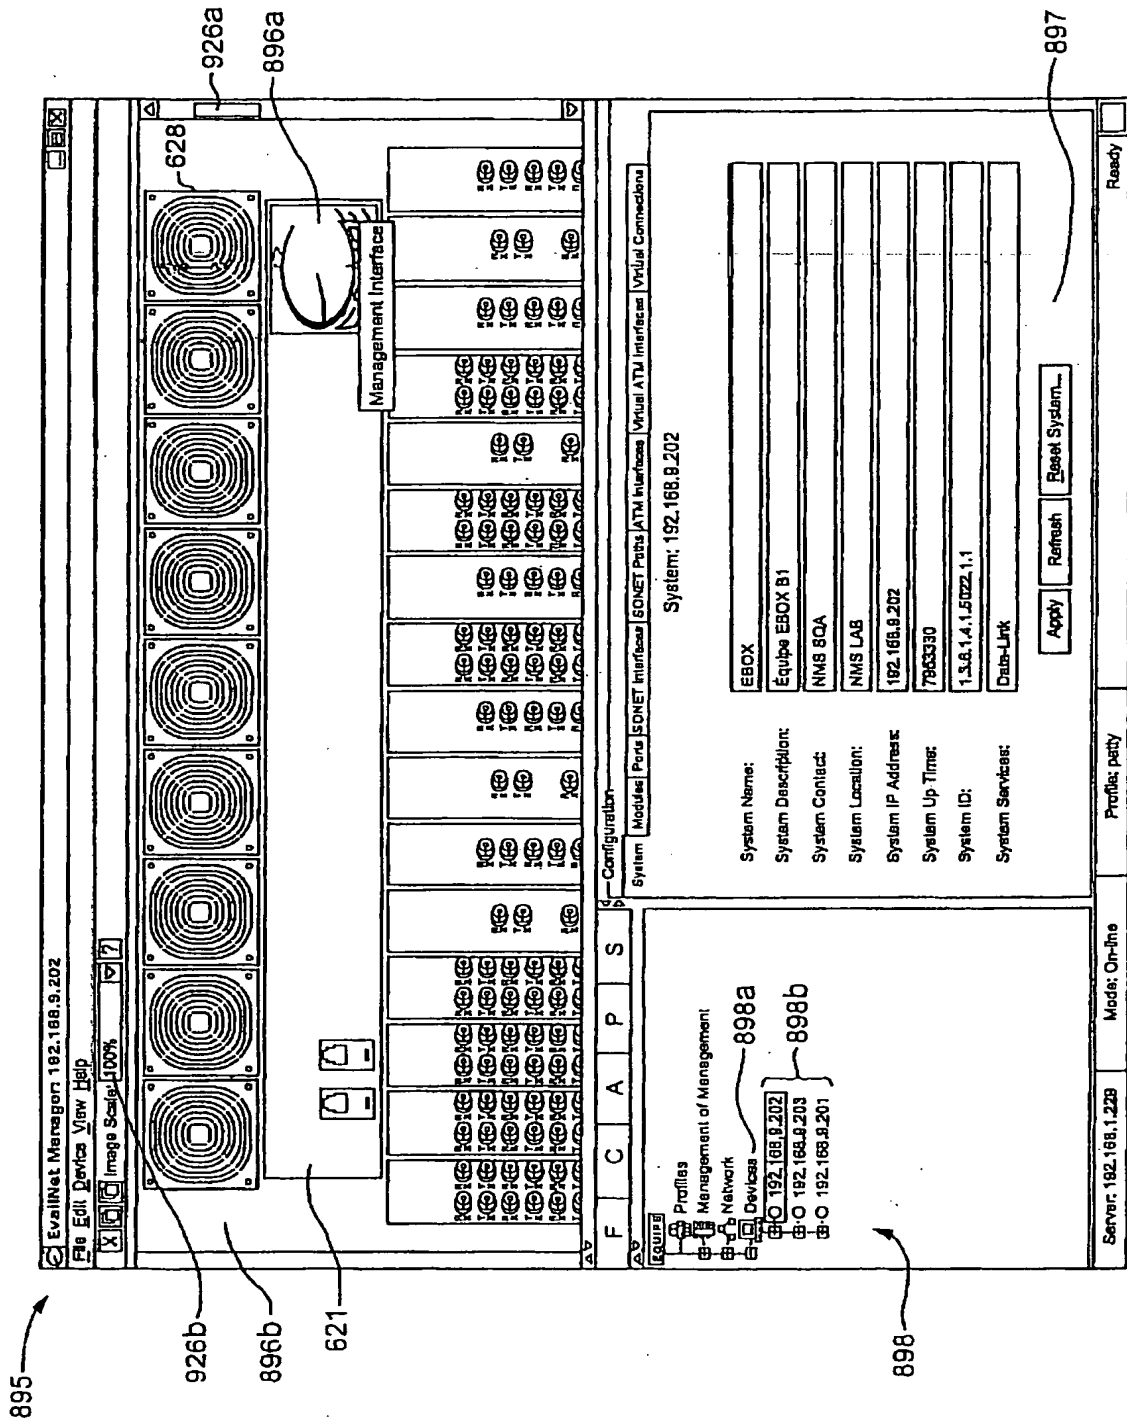 895
EvailNet Manager: 192.168.9.202
File Edit Device View Help
X Image Scale: 100% ?
926b
896b
621
628
926a
896a
Management Interface
F C A P S
EQUIPE
Profiles
Management of Management
Network
Devices
192.168.9.202
192.168.9.203
192.168.9.201
898a
898b
898
Configuration
System Modules Ports SONET Interfaces SONET Paths ATM Interfaces Virtual ATM Interfaces Virtual Connections
System: 192.168.9.202
System Name: EBOX
System Description: Equipe EBOX B1
System Contact: NMS SQA
System Location: NMS LAB
System IP Address: 192.168.9.202
System Up Time: 7963330
System ID: 1.3.6.1.4.1.5022.1.1
System Services: Data-Link
Apply Refresh Reset System...
897
Server: 192.168.1.229 Mode: On-line Profile: patty Ready